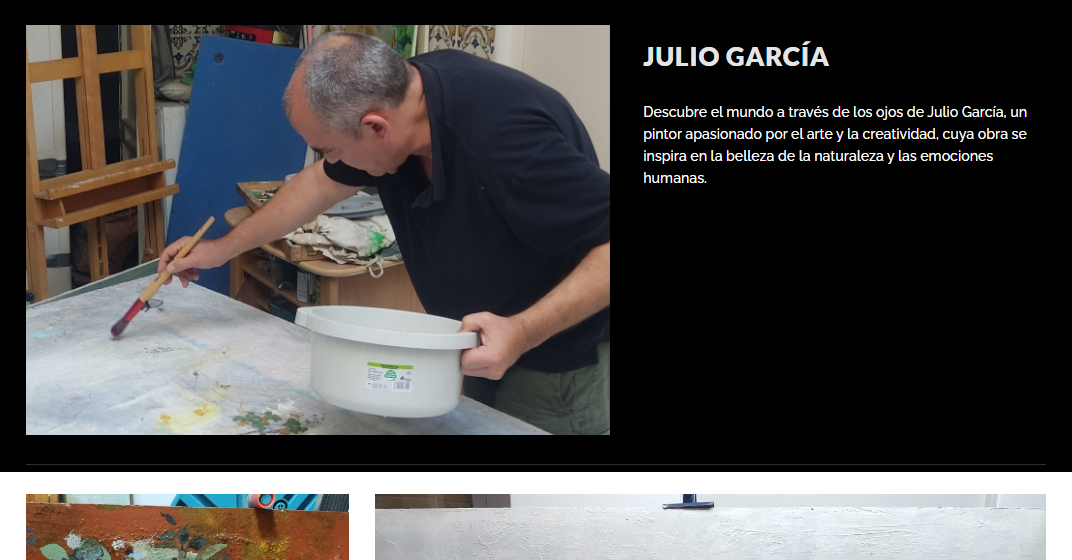 JULIO GARCÍA
Descubre el mundo a través de los ojos de Julio García, un
pintor apasionado por el arte y la creatividad, cuya obra se
inspira en la belleza de la naturaleza y las emociones
humanas.